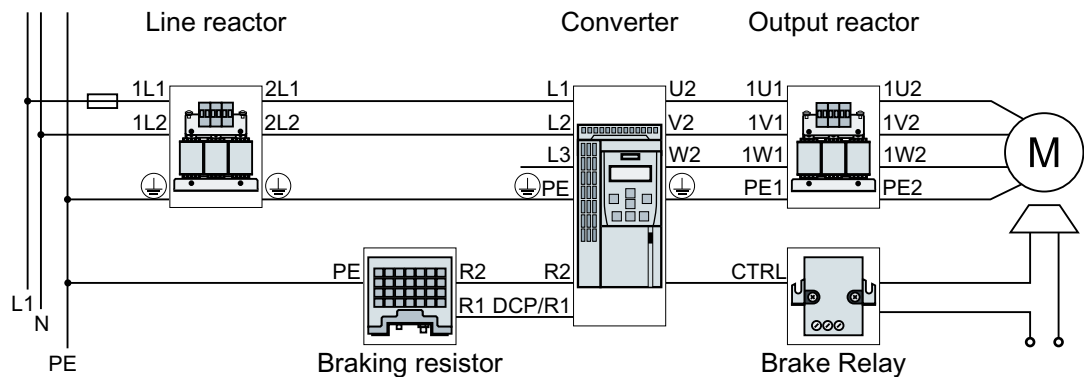 Line reactor Converter Output reactor
1L1 2L1 L1 U2 1U1 1U2
1L2 2L2 L2 V2 1V1 1V2
L3 W2 1W1 1W2
PE PE1 PE2
M
PE R2 R2 CTRL
R1 DCP/R1
L1
N
PE
Braking resistor Brake Relay